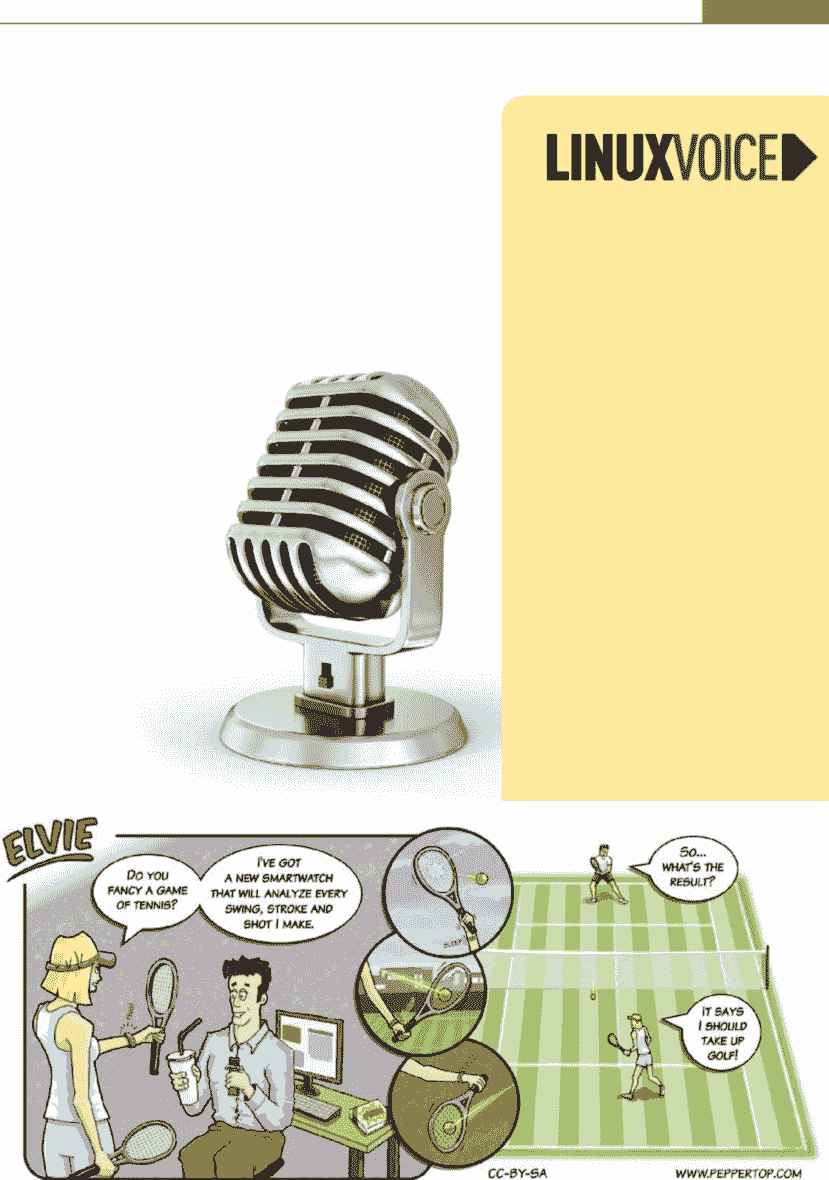 LINUXVOICE
ELVIE
DO YOU
FANCY A GAME
OF TENNIS?
I'VE GOT
A NEW SMARTWATCH
THAT WILL ANALYZE EVERY
SWING, STROKE AND
SHOT I MAKE.
SO...
WHAT'S THE
RESULT?
IT SAYS
I SHOULD
TAKE UP
GOLF!
CC-BY-SA
WWW.PEPPERTOP.COM